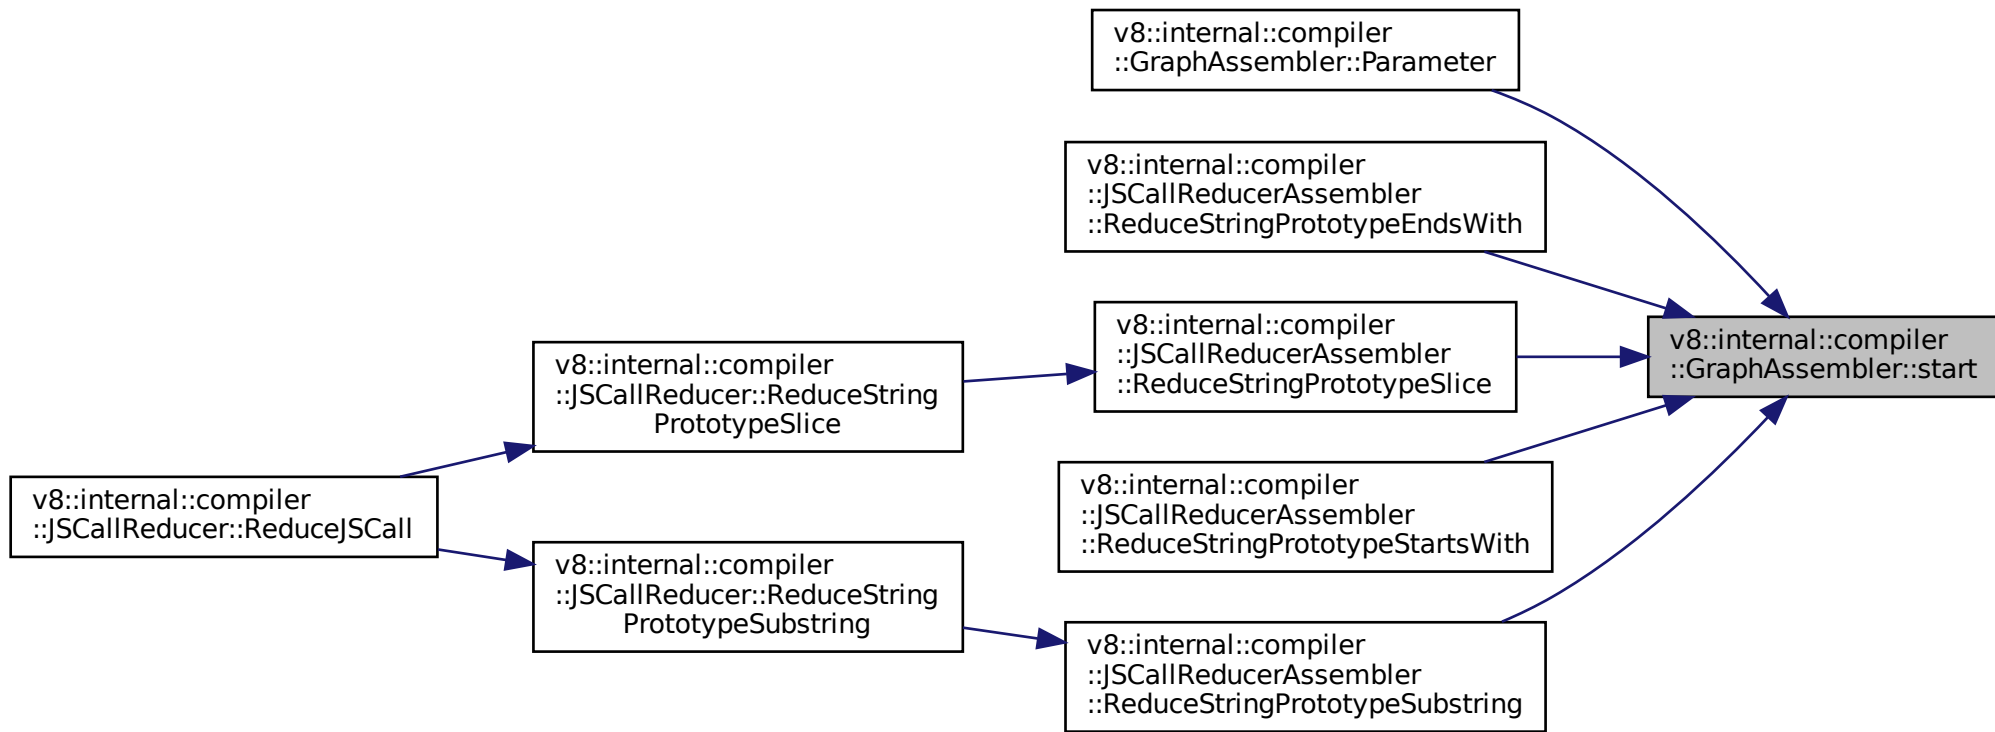 v8::internal::compiler
::GraphAssembler::Parameter
v8::internal::compiler
::JSCallReducerAssembler
::ReduceStringPrototypeEndsWith
v8::internal::compiler
::JSCallReducerAssembler
::ReduceStringPrototypeSlice
v8::internal::compiler
::GraphAssembler::start
v8::internal::compiler
::JSCallReducer::ReduceString
PrototypeSlice
v8::internal::compiler
::JSCallReducerAssembler
::ReduceStringPrototypeStartsWith
v8::internal::compiler
::JSCallReducer::ReduceJSCall
v8::internal::compiler
::JSCallReducer::ReduceString
PrototypeSubstring
v8::internal::compiler
::JSCallReducerAssembler
::ReduceStringPrototypeSubstring